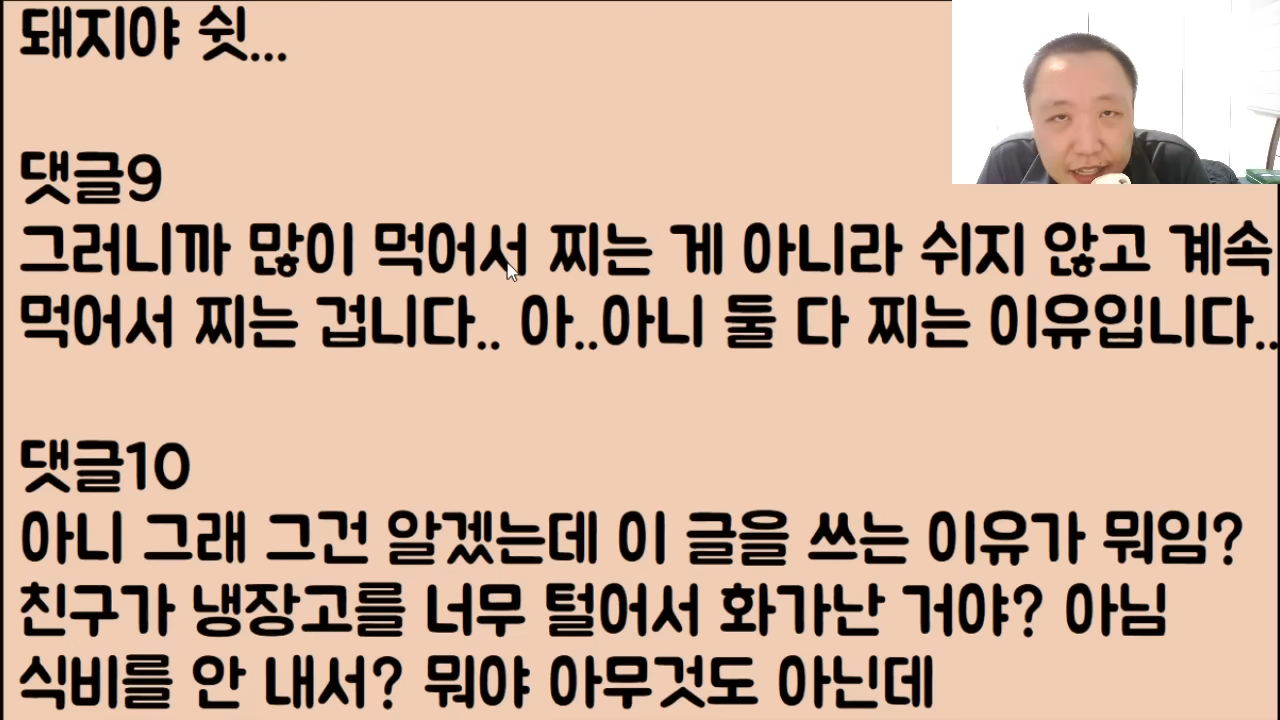 돼지야 쉿...
댓글9
그러니까 많이 먹어서 찌는 게 아니라 쉬지 않고 계속
먹어서 찌는 겁니다.. 아..아니 둘 다 찌는 이유입니다..
댓글10
아니 그래 그건 알겠는데 이 글을 쓰는 이유가 뭐임?
친구가 냉장고를 너무 털어서 화가난 거야? 아님
식비를 안 내서? 뭐야 아무것도 아닌데